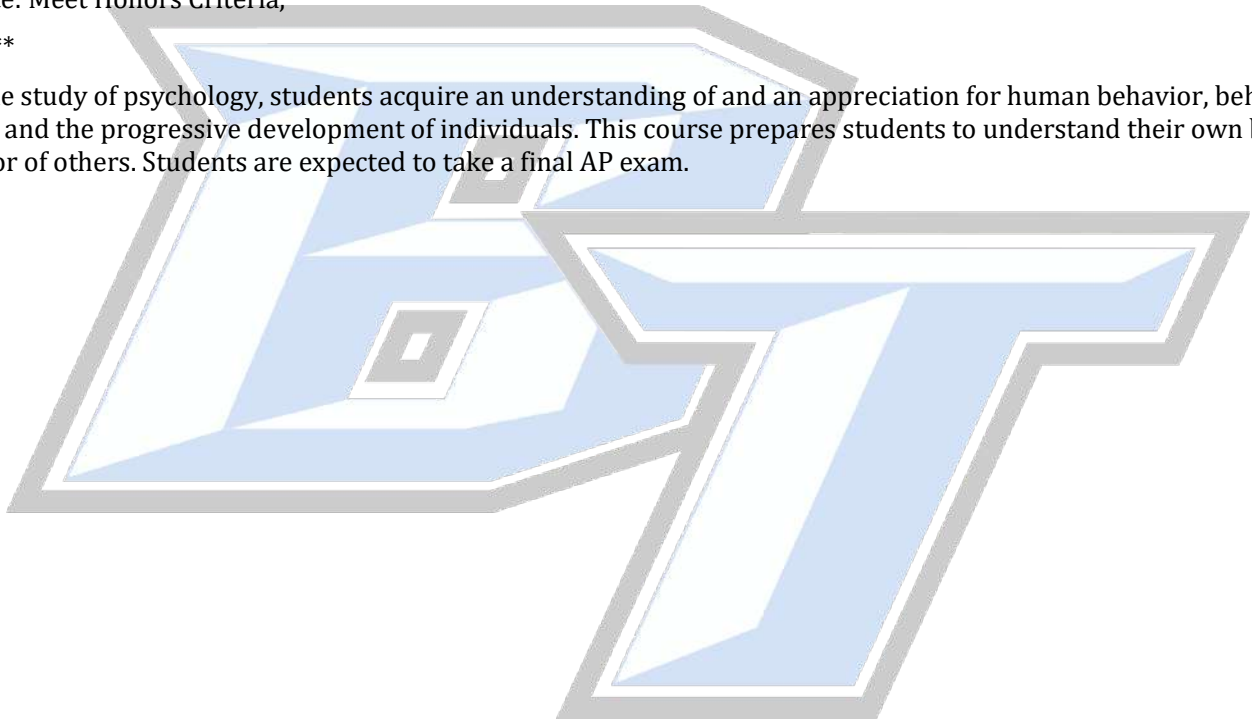 e: Meet Honors Criteria,
**
e study of psychology, students acquire an understanding of and an appreciation for human behavior, beh
and the progressive development of individuals. This course prepares students to understand their own b
or of others. Students are expected to take a final AP exam.
BT